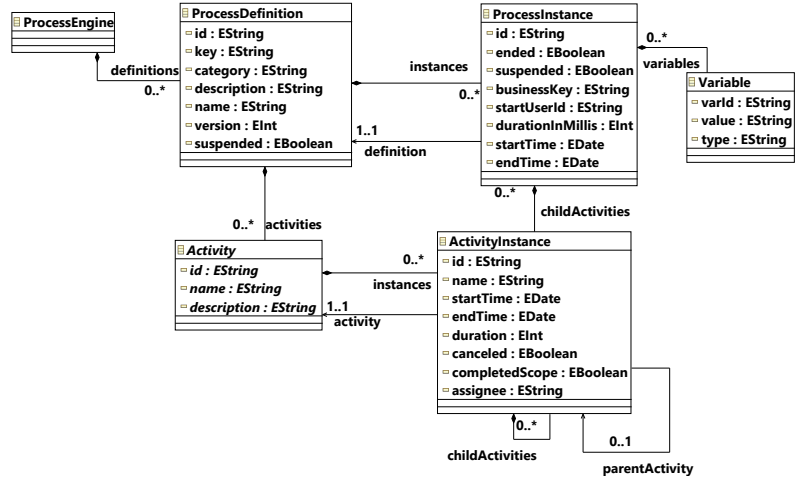 ProcessEngine
definitions
0..*
ProcessDefinition
id : EString
key : EString
category : EString
description : EString
name : EString
version : EInt
suspended : EBoolean
instances
0..*
1..1
definition
ProcessInstance
id : EString
ended : EBoolean
suspended : EBoolean
businessKey : EString
startUserId : EString
durationInMillis : EInt
startTime : EDate
endTime : EDate
0..*
variables
Variable
varId : EString
value : EString
type : EString
0..*
activities
0..*
childActivities
Activity
id : EString
name : EString
description : EString
0..*
instances
1..1
activity
ActivityInstance
id : EString
name : EString
startTime : EDate
endTime : EDate
duration : EInt
canceled : EBoolean
completedScope : EBoolean
assignee : EString
0..*
childActivities
0..1
parentActivity